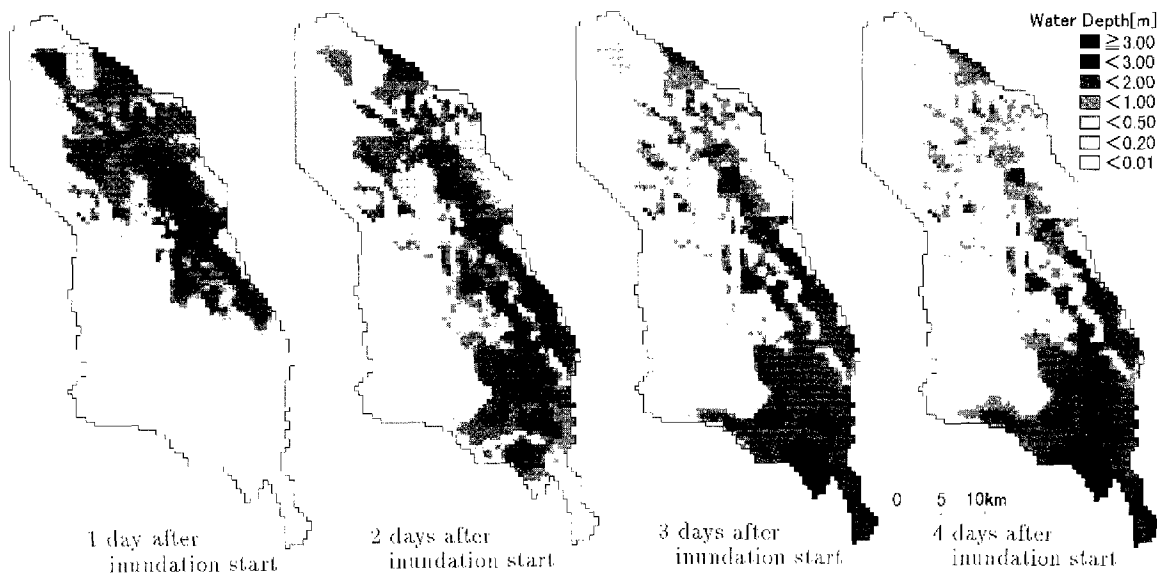 Water Depth[m]
≧3.00
<3.00
<2.00
<1.00
<0.50
<0.20
<0.01
0 5 10km
1 day after
inundation start
2 days after
inundation start
3 days after
inundation start
4 days after
inundation start